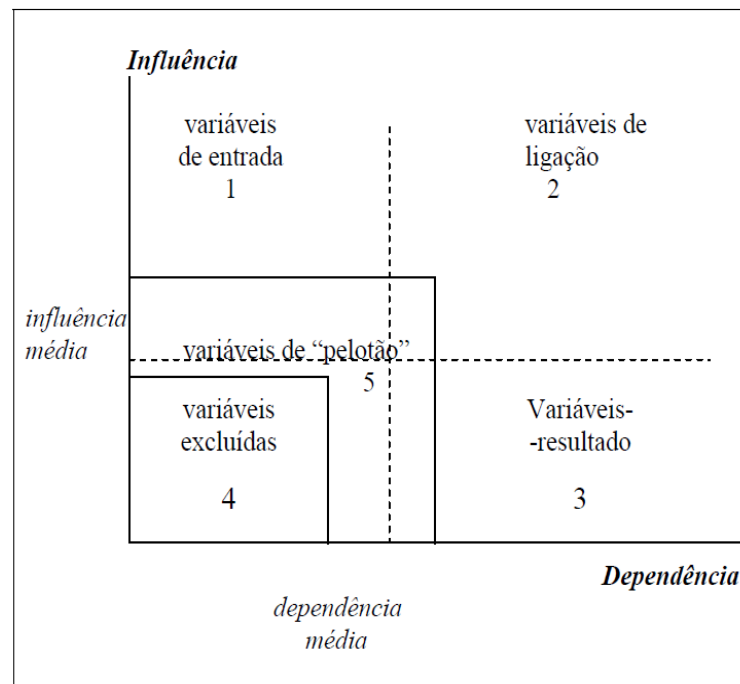 Influência
variáveis
de entrada
1
variáveis de
ligação
2
influência
média
variáveis de “pelotão”
5
variáveis
excluídas
4
Variáveis-
-resultado
3
Dependência
dependência
média